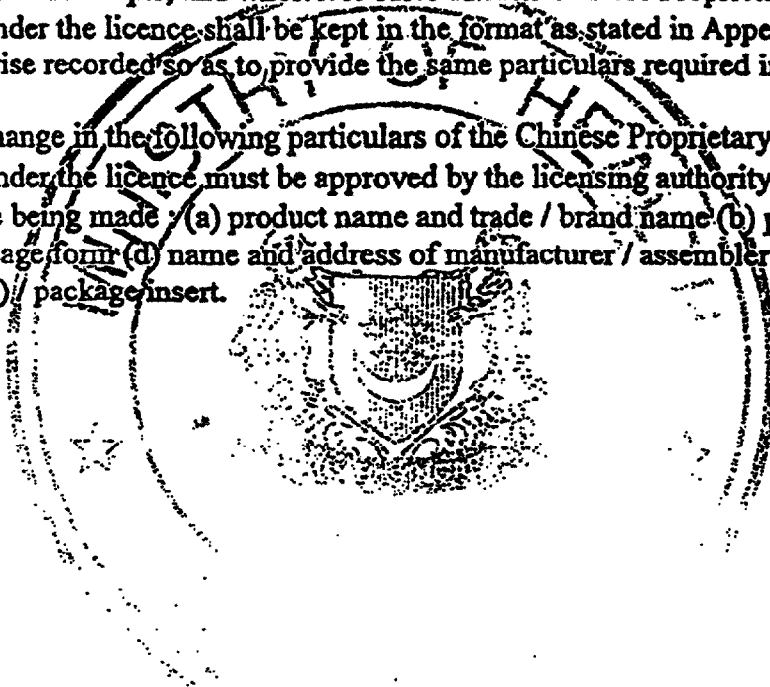 nder the licence shall be kept in the format as stated in Appe
rise recorded so as to provide the same particulars required in
hange in the following particulars of the Chinese Proprietary
nder the licence must be approved by the licensing authority
e being made : (a) product name and trade / brand name (b) p
age form (d) name and address of manufacturer / assembler
) package insert.